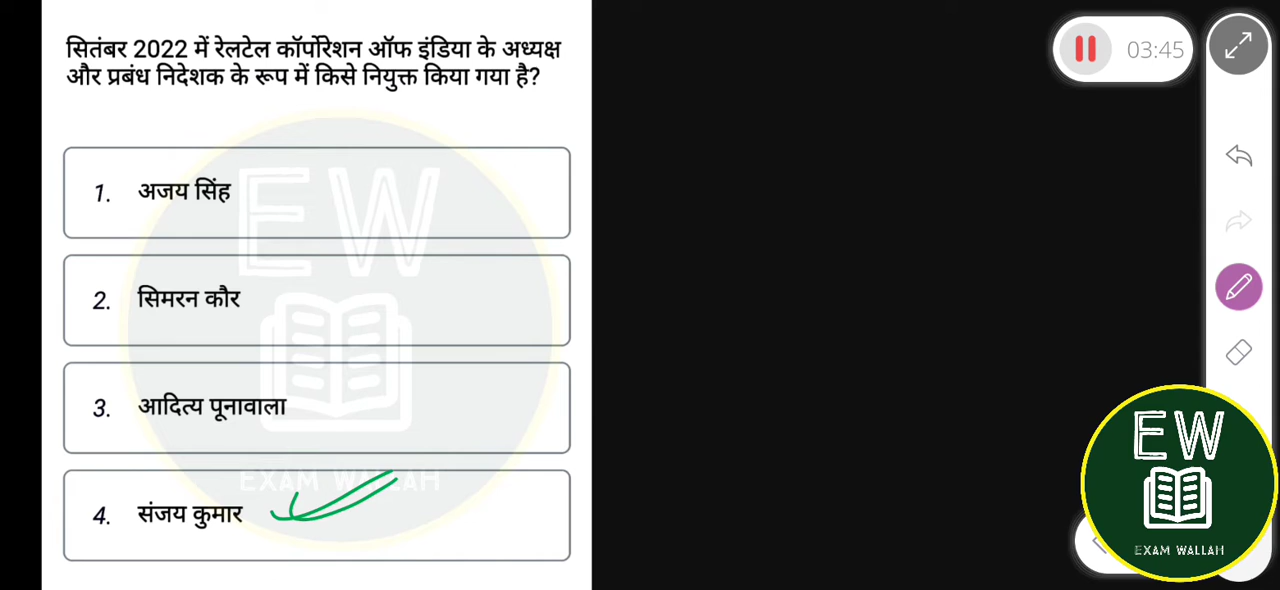 सितंबर 2022 में रेलटेल कॉर्पोरेशन ऑफ इंडिया के अध्यक्ष
और प्रबंध निदेशक के रूप में किसे नियुक्त किया गया है?
1. अजय सिंह
2. सिमरन कौर
3. आदित्य पूनावाला
4. संजय कुमार
EW
EXAM WALLAH
03:45
EW
EXAM WALLAH